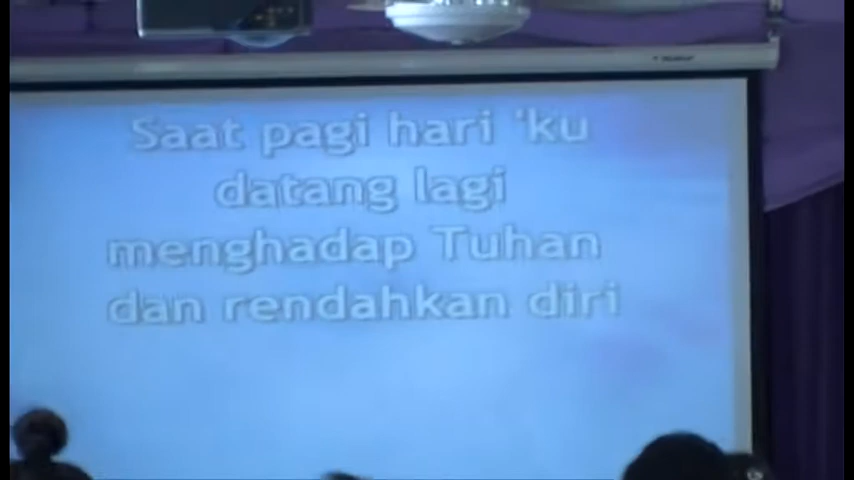 Saat pagi hari 'ku
datang lagi
menghadap Tuhan
dan rendahkan diri